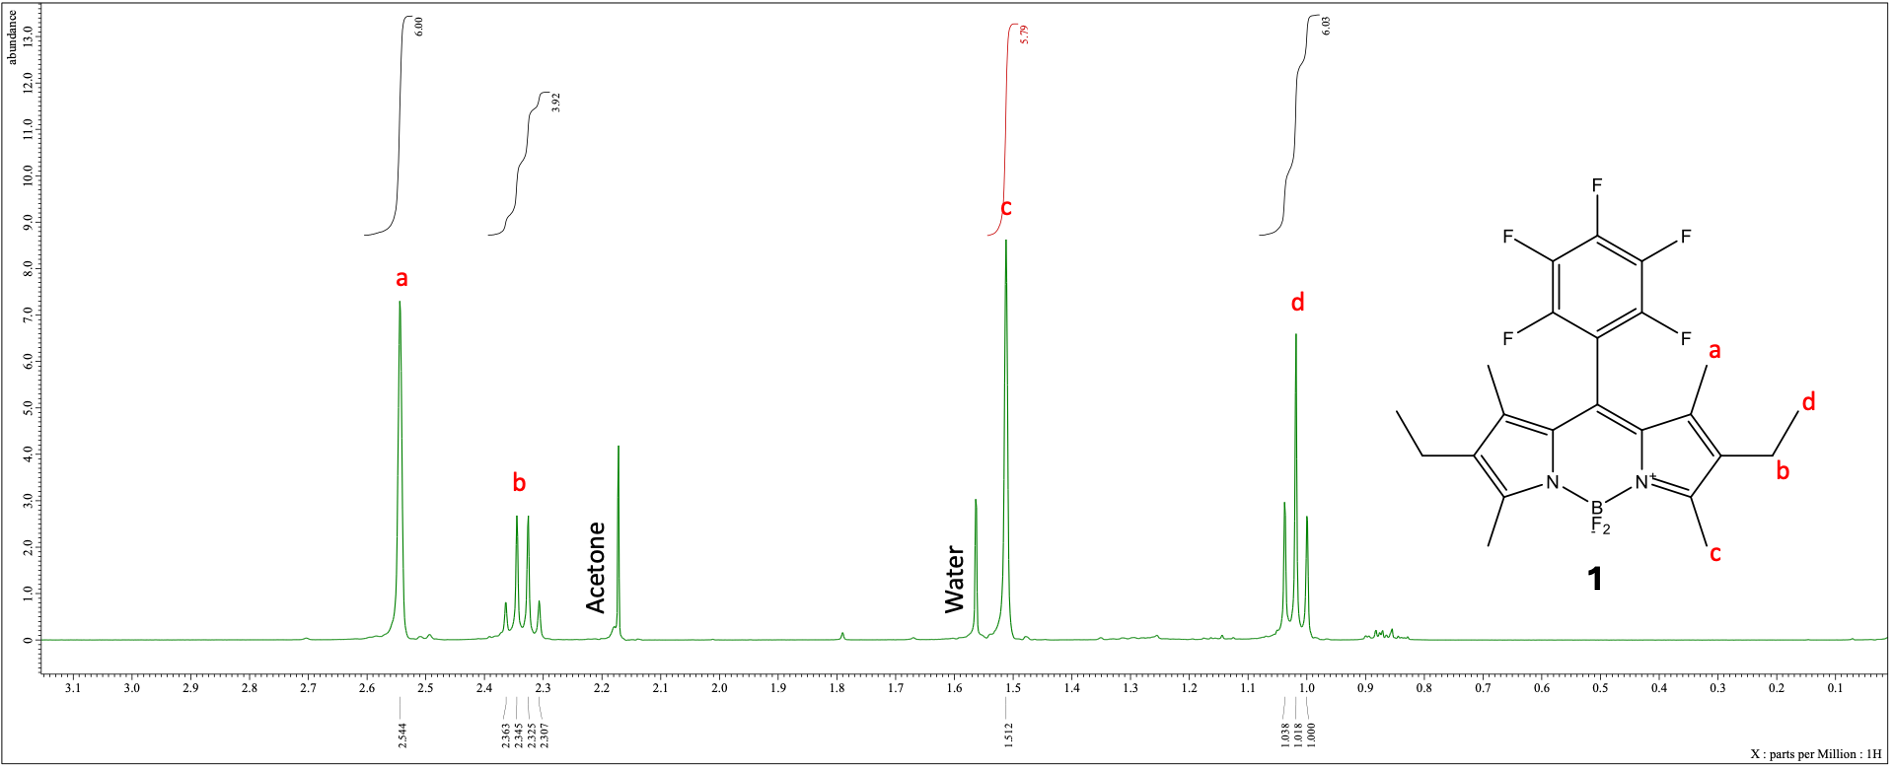 abundance
13.0
12.0
11.0
10.0
9.0
8.0
7.0
6.0
5.0
4.0
3.0
2.0
1.0
0
6.00
3.92
5.79
6.03
a
b
Acetone
Water
c
d
F
F
F
F
F
a
d
b
N
N+
B
F2
-
c
1
3.1 3.0 2.9 2.8 2.7 2.6 2.5 2.4 2.3 2.2 2.1 2.0 1.9 1.8 1.7 1.6 1.5 1.4 1.3 1.2 1.1 1.0 0.9 0.8 0.7 0.6 0.5 0.4 0.3 0.2 0.1
2.544
2.363
2.345
2.325
2.307
1.512
1.038
1.018
1.000
X : parts per Million : 1H